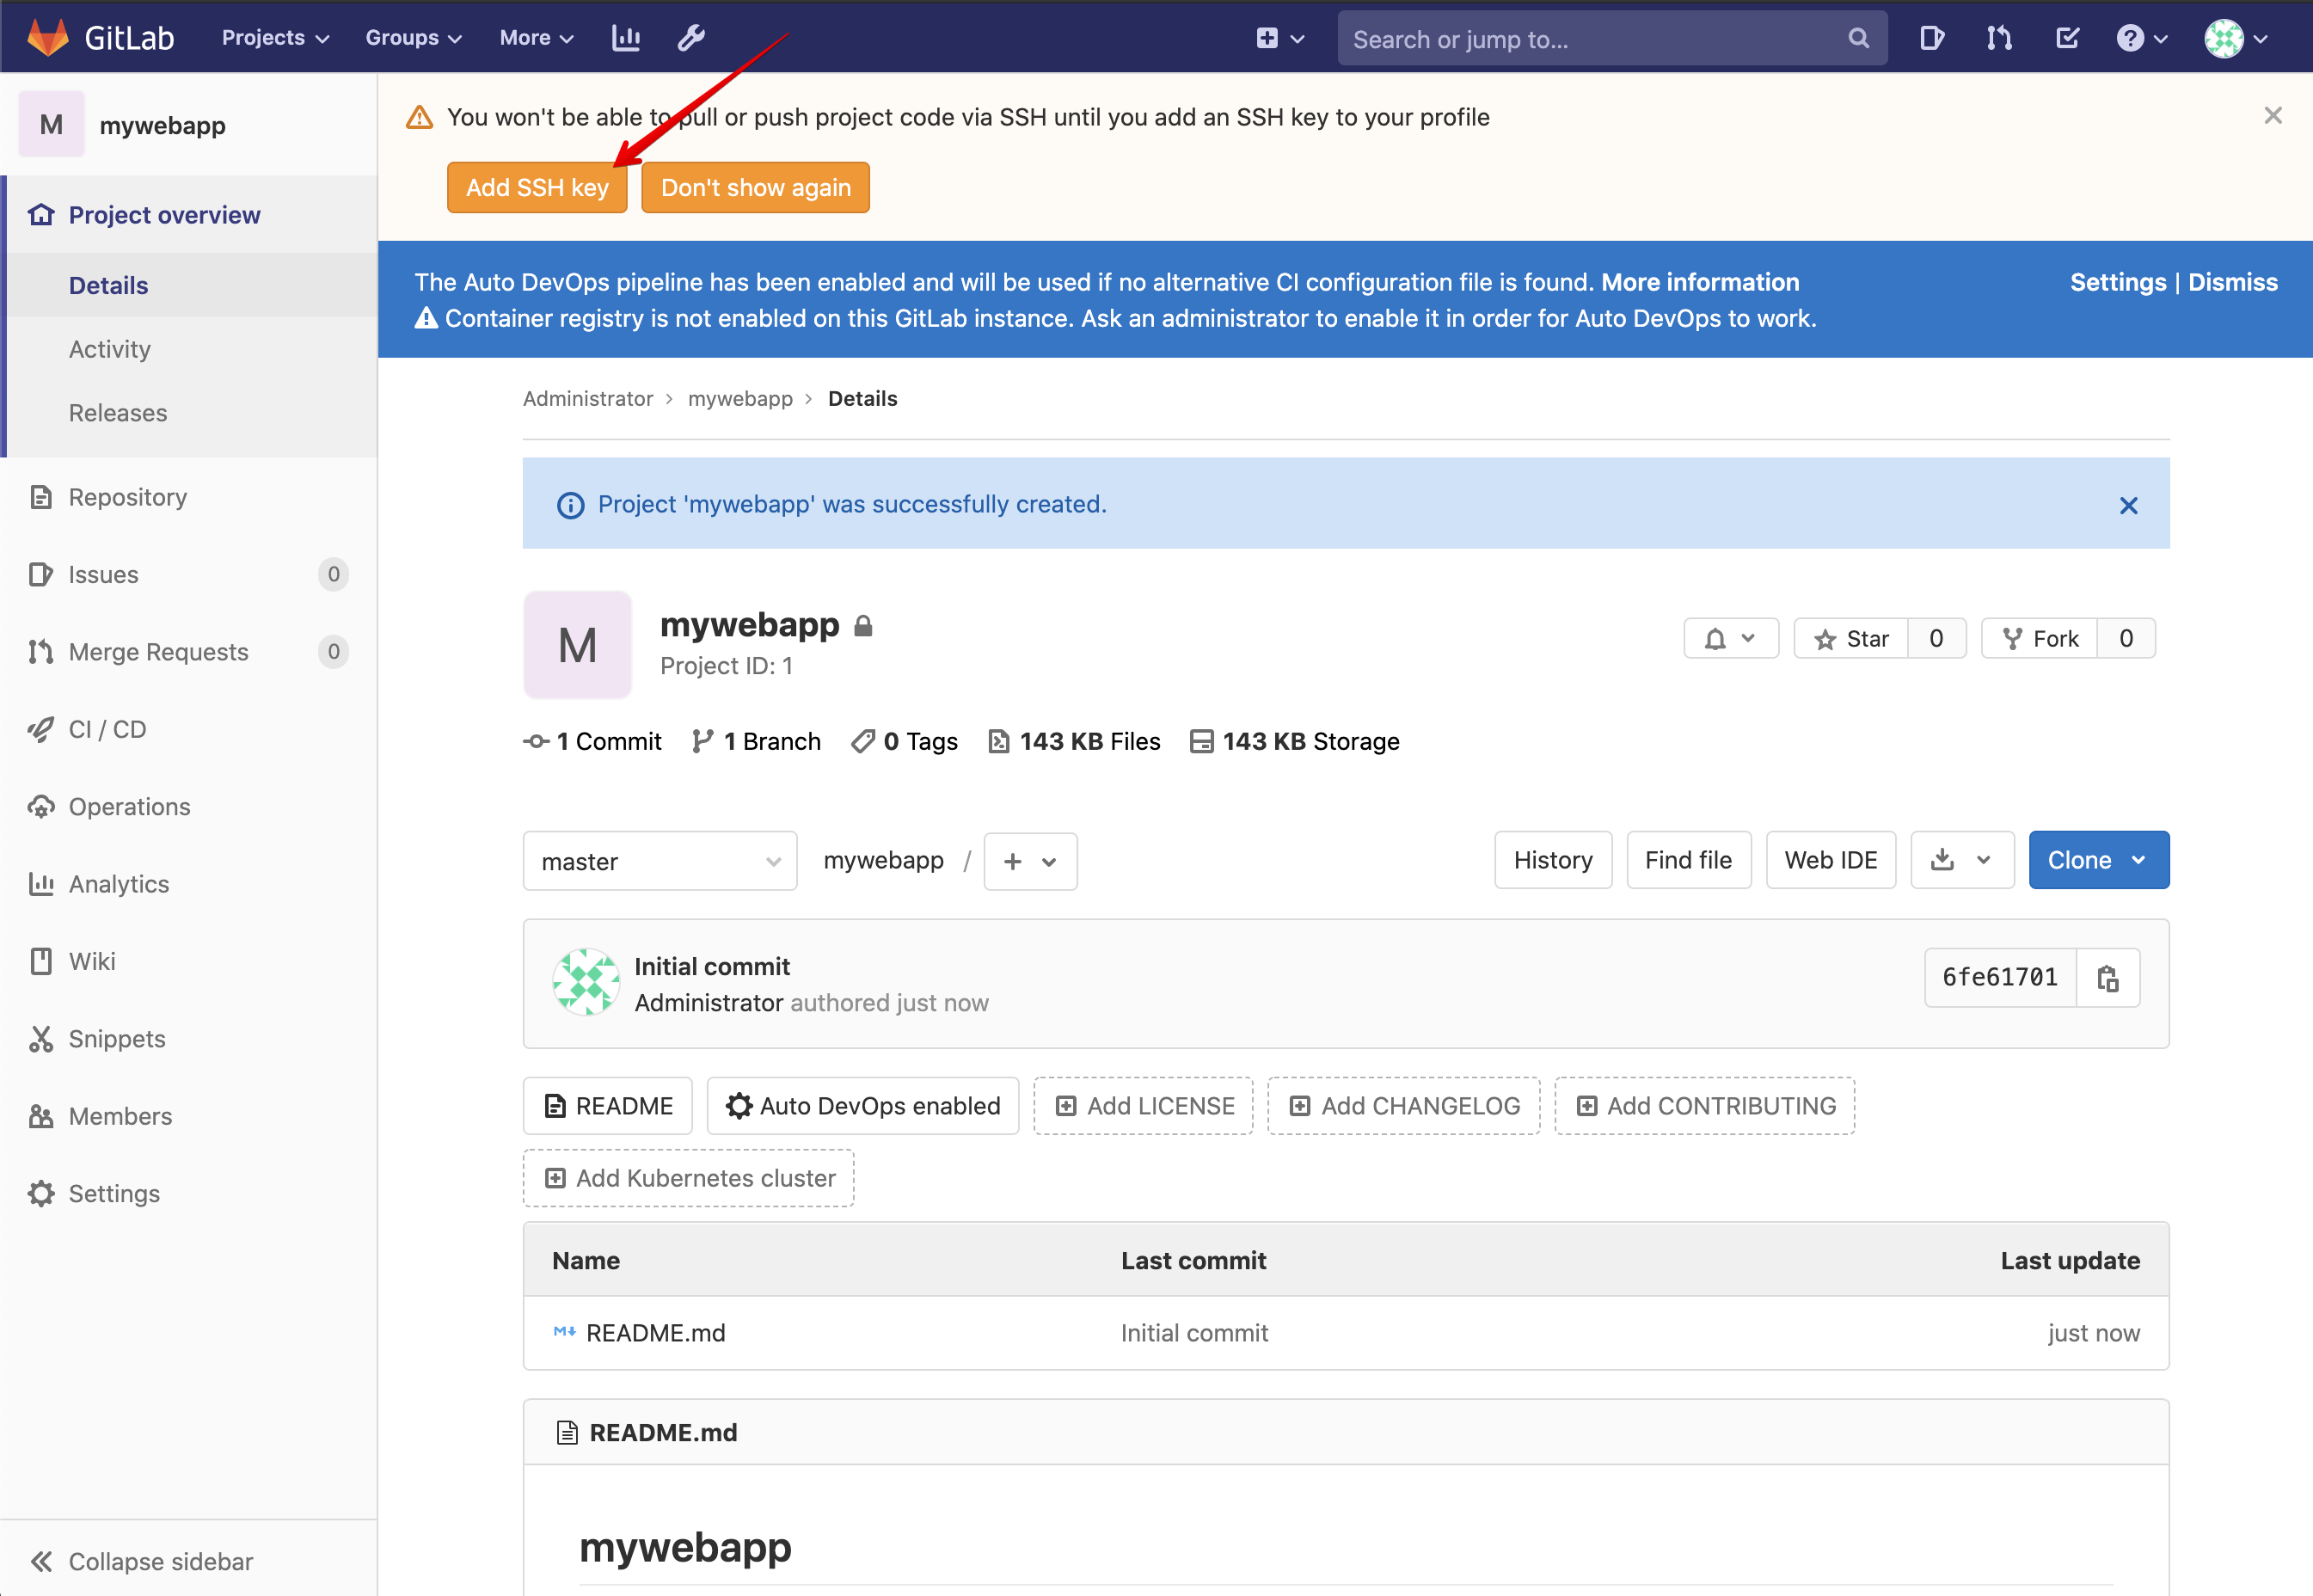 GitLab Projects Groups More Search or jump to...
M mywebapp
You won't be able to pull or push project code via SSH until you add an SSH key to your profile
Add SSH key Don't show again
Project overview
Details
Activity
Releases
Repository
Issues 0
Merge Requests 0
CI / CD
Operations
Analytics
Wiki
Snippets
Members
Settings
Collapse sidebar
The Auto DevOps pipeline has been enabled and will be used if no alternative CI configuration file is found. More information Settings | Dismiss
Container registry is not enabled on this GitLab instance. Ask an administrator to enable it in order for Auto DevOps to work.
Administrator > mywebapp > Details
Project 'mywebapp' was successfully created.
M mywebapp
Project ID: 1
Star 0 Fork 0
1 Commit 1 Branch 0 Tags 143 KB Files 143 KB Storage
master mywebapp / + History Find file Web IDE Clone
Initial commit
Administrator authored just now
6fe61701
README Auto DevOps enabled Add LICENSE Add CHANGELOG Add CONTRIBUTING
Add Kubernetes cluster
Name Last commit Last update
README.md Initial commit just now
README.md
mywebapp